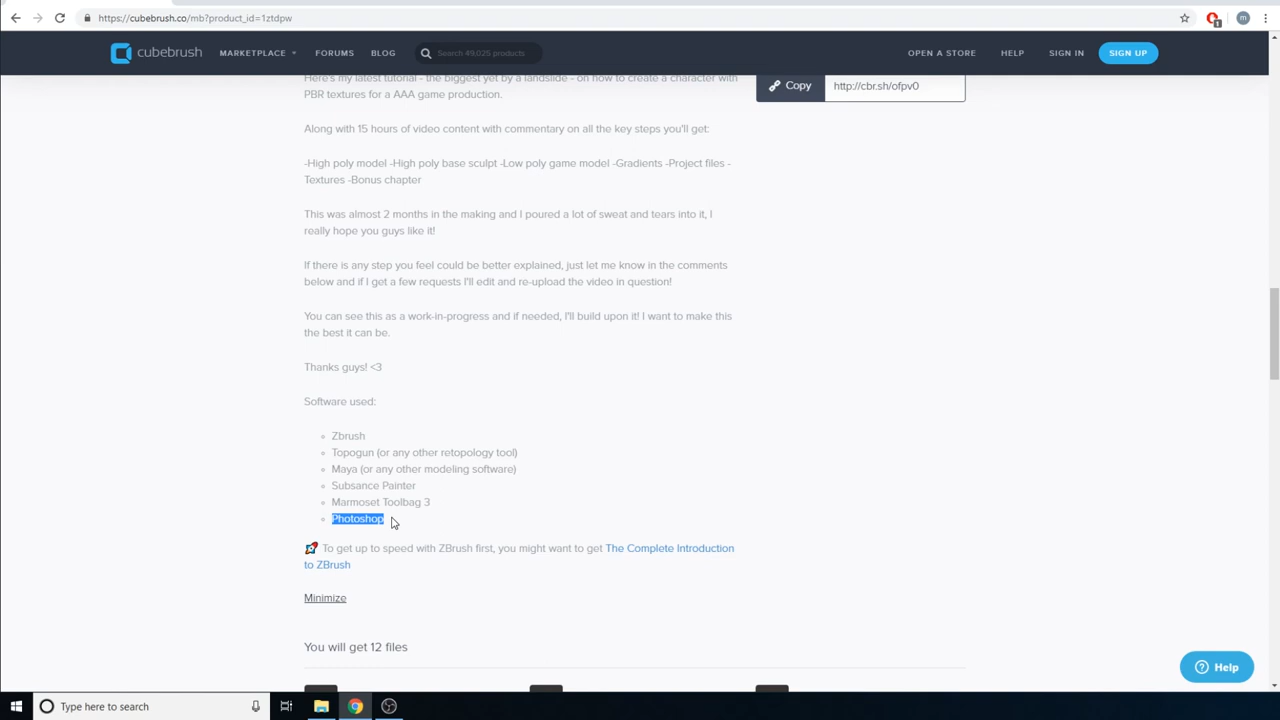 https://cubebrush.co/mb?product_id=1ztdpw
1
m
cubebrush
MARKETPLACE
FORUMS
BLOG
Search 49,025 products
OPEN A STORE
HELP
SIGN IN
SIGN UP
Here's my latest tutorial - the biggest yet by a landslide - on how to create a character with
PBR textures for a AAA game production.
Copy
http://cbr.sh/ofpv0
Along with 15 hours of video content with commentary on all the key steps you'll get:
-High poly model -High poly base sculpt -Low poly game model -Gradients -Project files -
Textures -Bonus chapter
This was almost 2 months in the making and I poured a lot of sweat and tears into it, I
really hope you guys like it!
If there is any step you feel could be better explained, just let me know in the comments
below and if I get a few requests I'll edit and re-upload the video in question!
You can see this as a work-in-progress and if needed, I'll build upon it! I want to make this
the best it can be.
Thanks guys! <3
Software used:
Zbrush
Topogun (or any other retopology tool)
Maya (or any other modeling software)
Subsance Painter
Marmoset Toolbag 3
Photoshop
To get up to speed with ZBrush first, you might want to get The Complete Introduction
to ZBrush
Minimize
You will get 12 files
Help
Type here to search